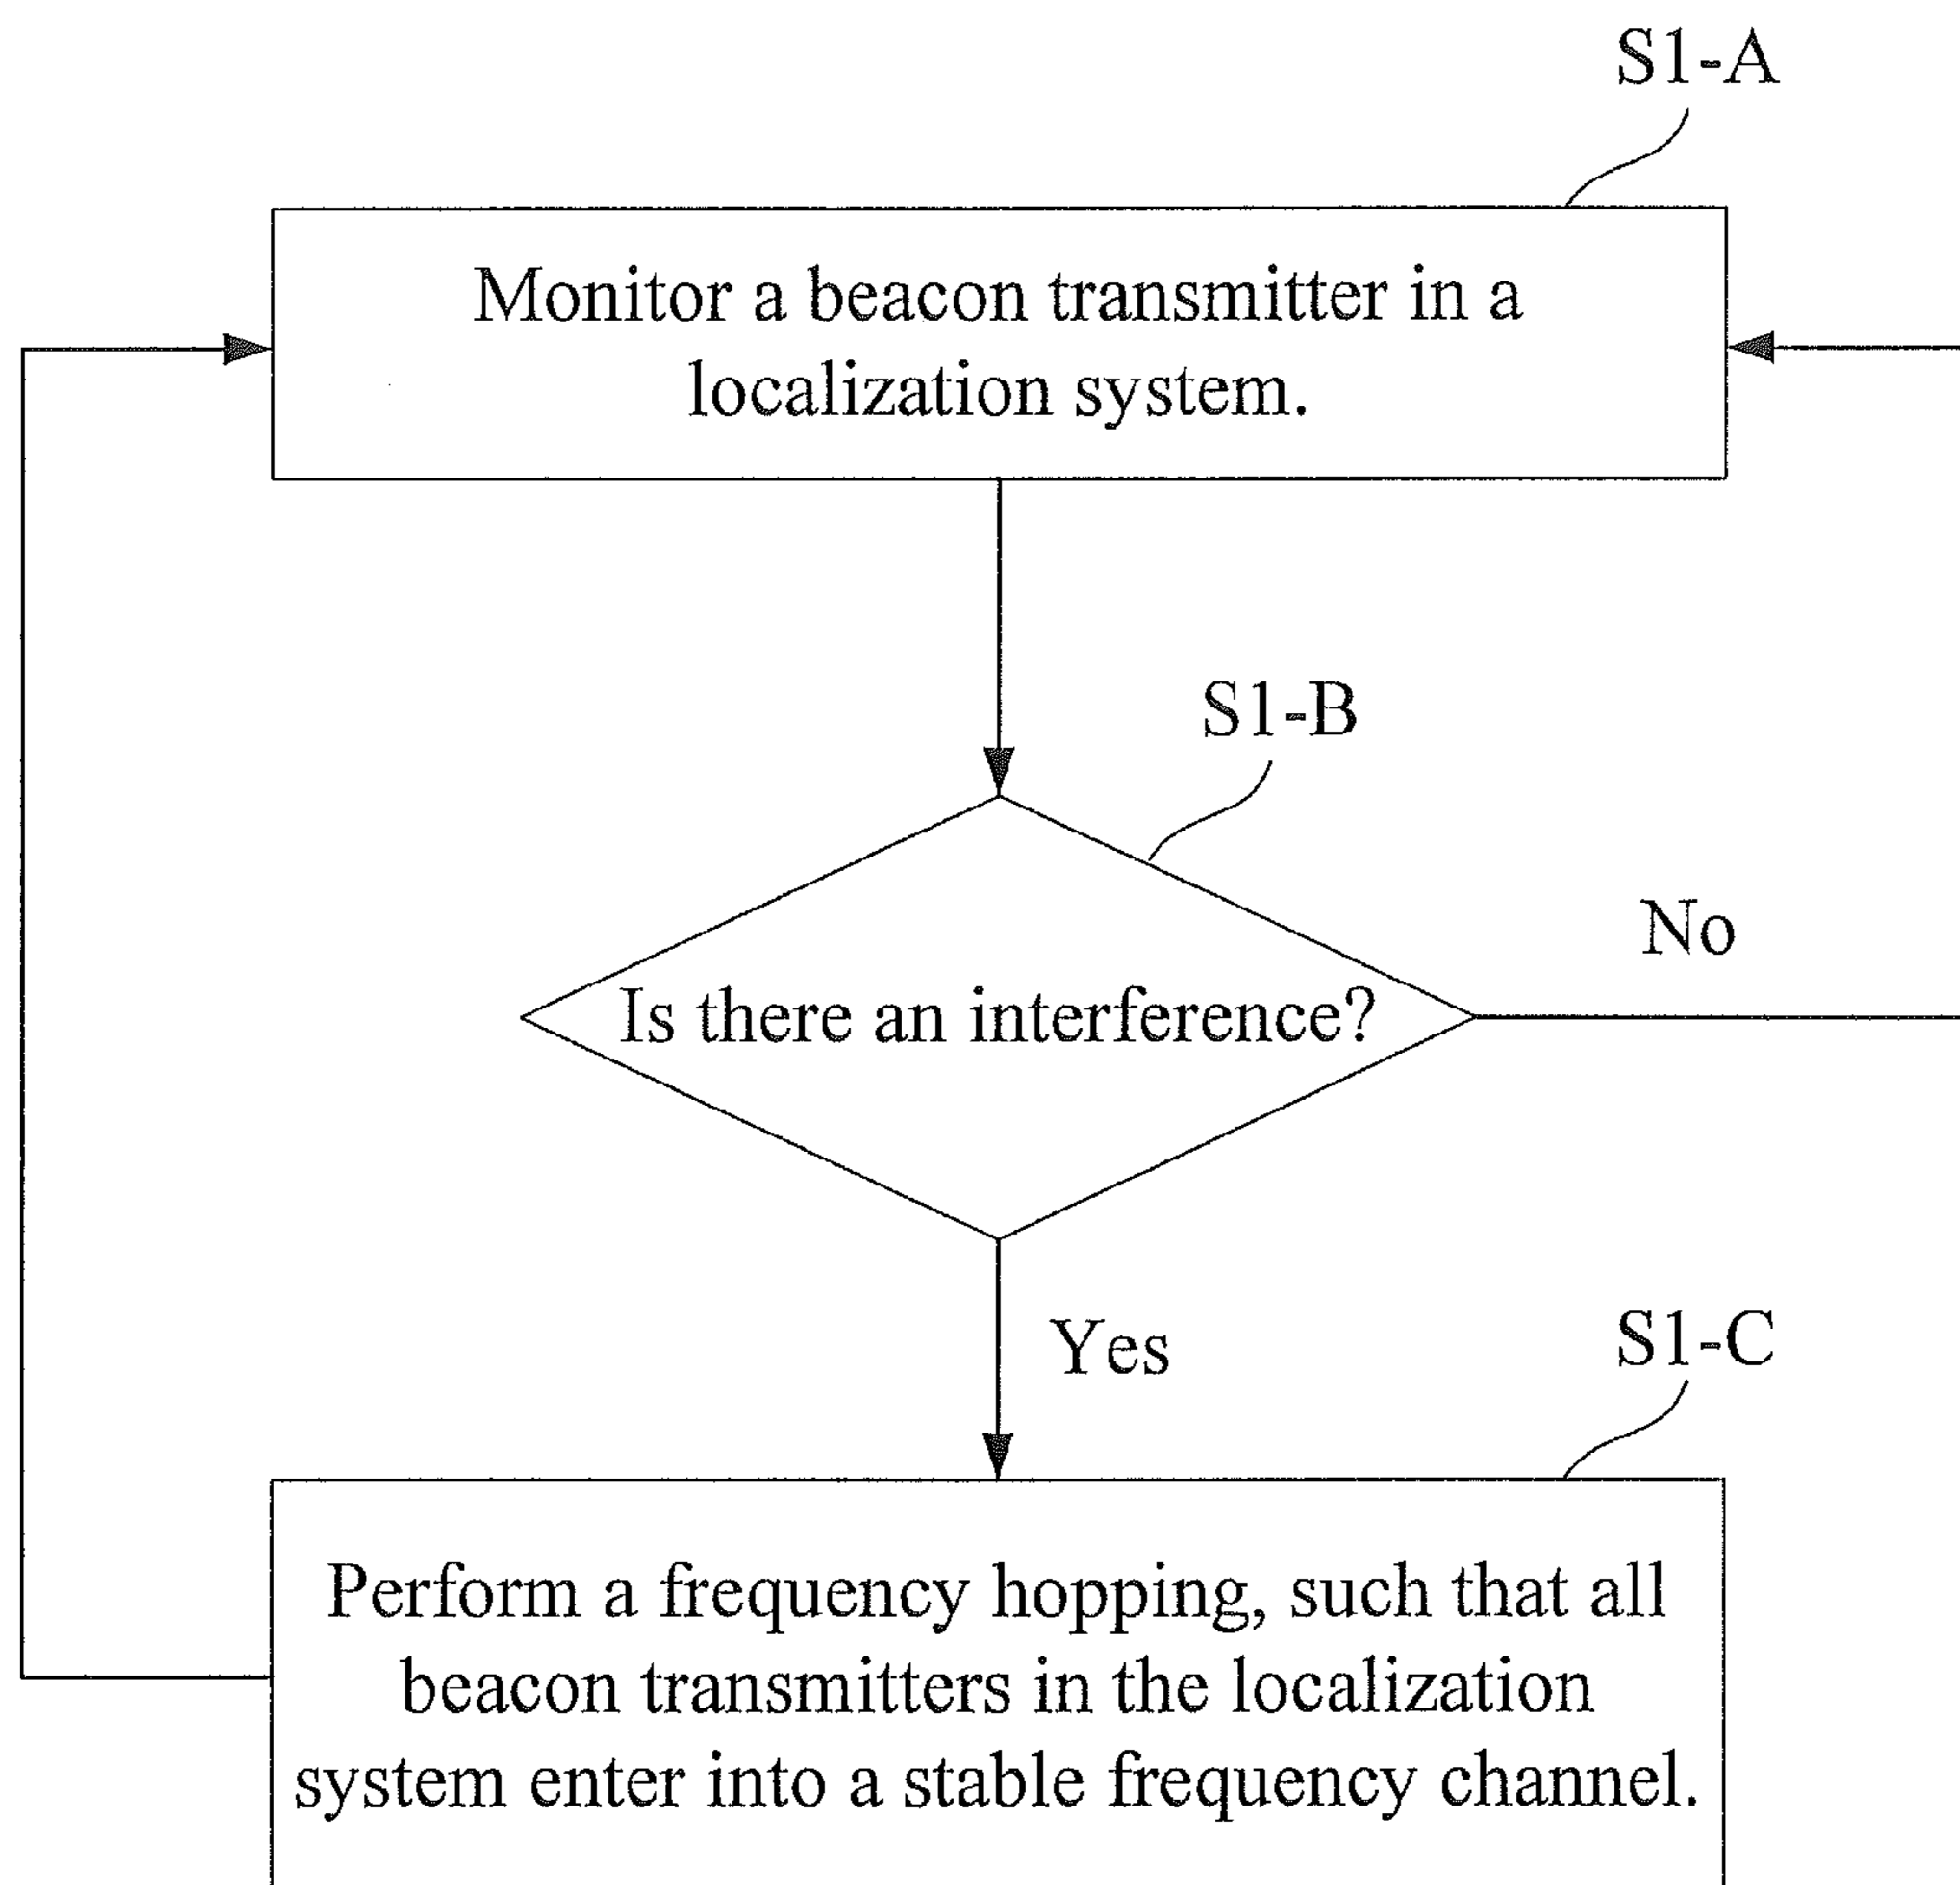 S1-A
Monitor a beacon transmitter in a
localization system.
S1-B
Is there an interference?
No
Yes
S1-C
Perform a frequency hopping, such that all
beacon transmitters in the localization
system enter into a stable frequency channel.